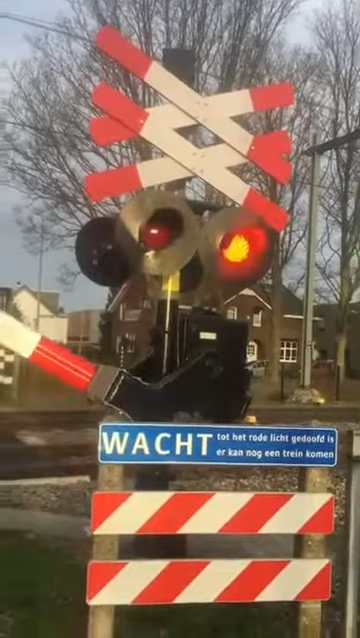 WACHT tot het rode licht gedoofd is
er kan nog een trein komen